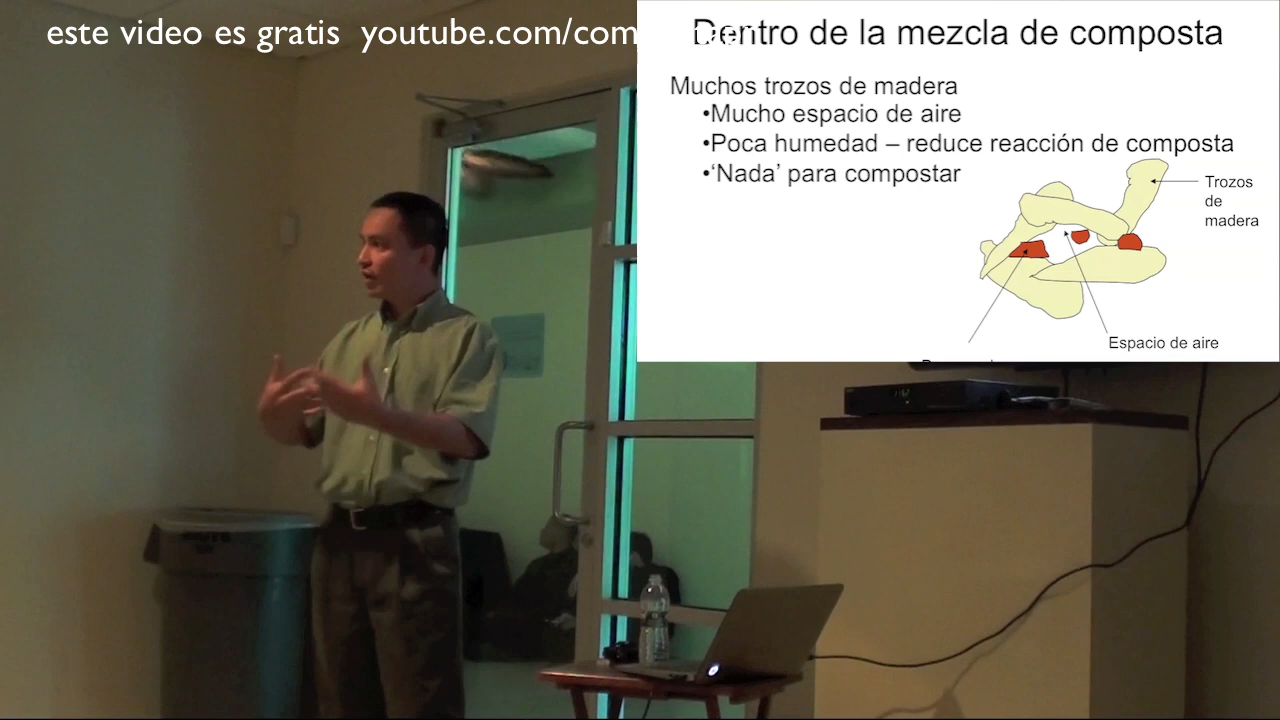 este video es gratis youtube.com/com
Dentro de la mezcla de composta
Muchos trozos de madera
•Mucho espacio de aire
•Poca humedad – reduce reacción de composta
•‘Nada’ para compostar
Trozos
de
madera
Espacio de aire